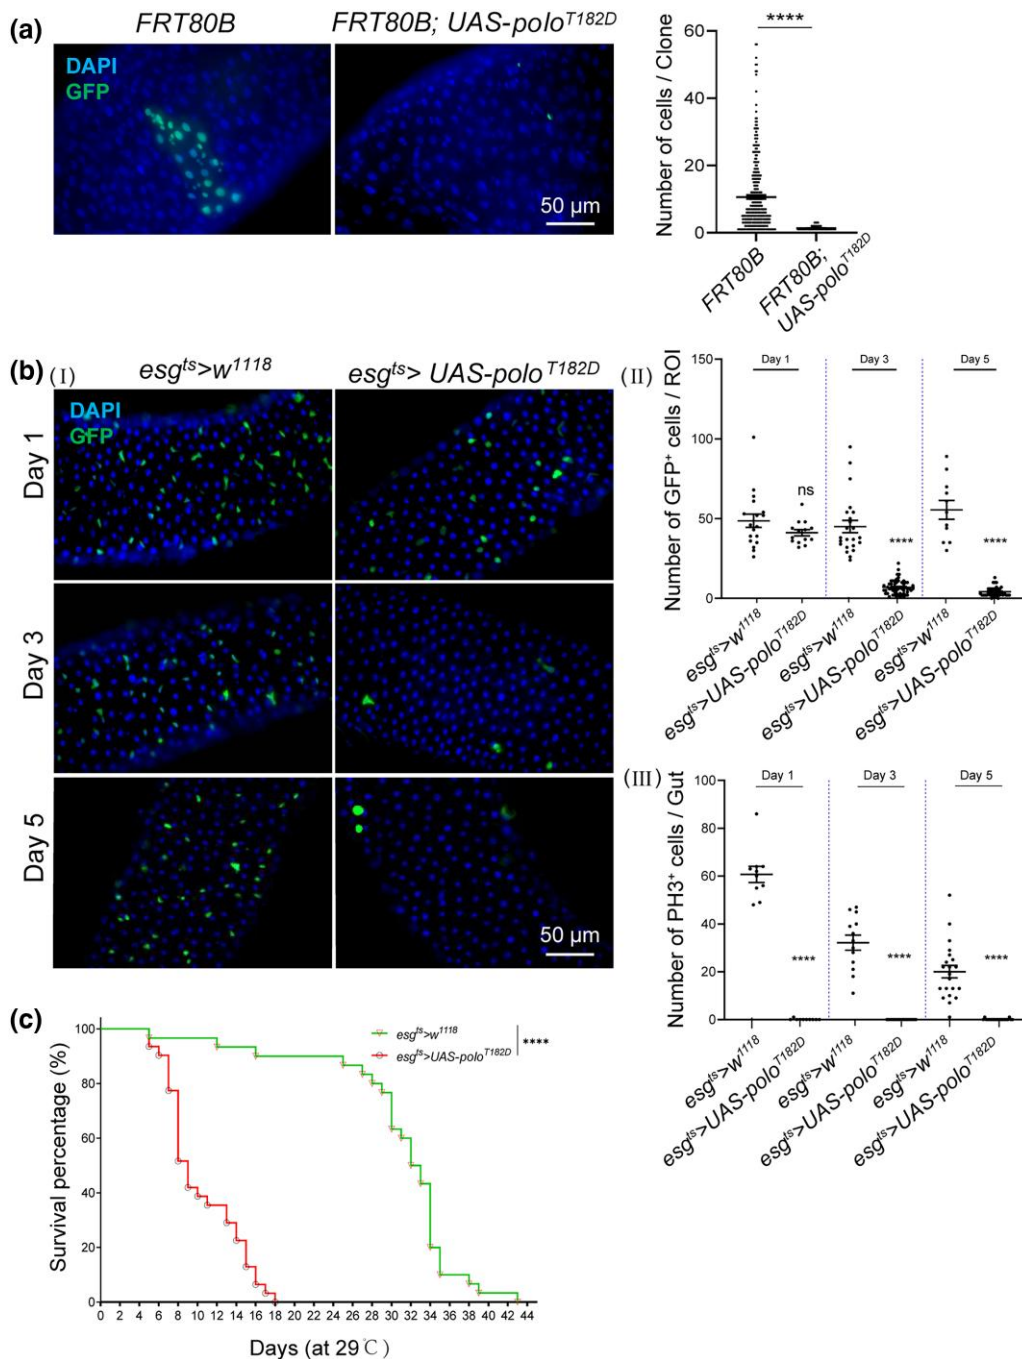 (a)
FRT80B
FRT80B; UAS-polo^T182D
DAPI
GFP
50 µm
Number of cells / Clone
60
40
20
0
****
FRT80B
FRT80B;
UAS-polo^T182D
(b)
(I)
esg^ts>w^1118
esg^ts> UAS-polo^T182D
DAPI
GFP
Day 1
Day 3
Day 5
50 µm
(II)
Number of GFP⁺ cells / ROI
150
100
50
0
Day 1
Day 3
Day 5
ns
****
****
esg^ts>w^1118
esg^ts>UAS-polo^T182D
esg^ts>w^1118
esg^ts>UAS-polo^T182D
esg^ts>w^1118
esg^ts>UAS-polo^T182D
(III)
Number of PH3⁺ cells / Gut
100
80
60
40
20
0
Day 1
Day 3
Day 5
****
****
****
esg^ts>w^1118
esg^ts>UAS-polo^T182D
esg^ts>w^1118
esg^ts>UAS-polo^T182D
esg^ts>w^1118
esg^ts>UAS-polo^T182D
(c)
Survival percentage (%)
100
80
60
40
20
0
esg^ts>w^1118
esg^ts>UAS-polo^T182D
****
0 2 4 6 8 10 12 14 16 18 20 22 24 26 28 30 32 34 36 38 40 42 44
Days (at 29℃)